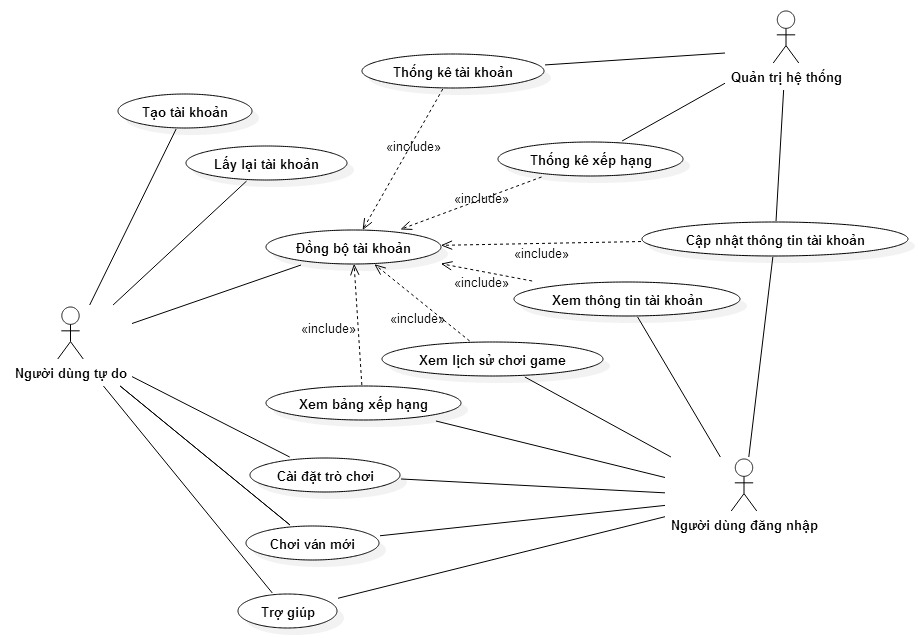 Quản trị hệ thống
Thống kê tài khoản
Tạo tài khoản
«include»
Thống kê xếp hạng
Lấy lại tài khoản
«include»
Đồng bộ tài khoản
Cập nhật thông tin tài khoản
«include»
«include»
Xem thông tin tài khoản
«include»
«include»
Xem lịch sử chơi game
Người dùng tự do
Xem bảng xếp hạng
Cài đặt trò chơi
Người dùng đăng nhập
Chơi ván mới
Trợ giúp